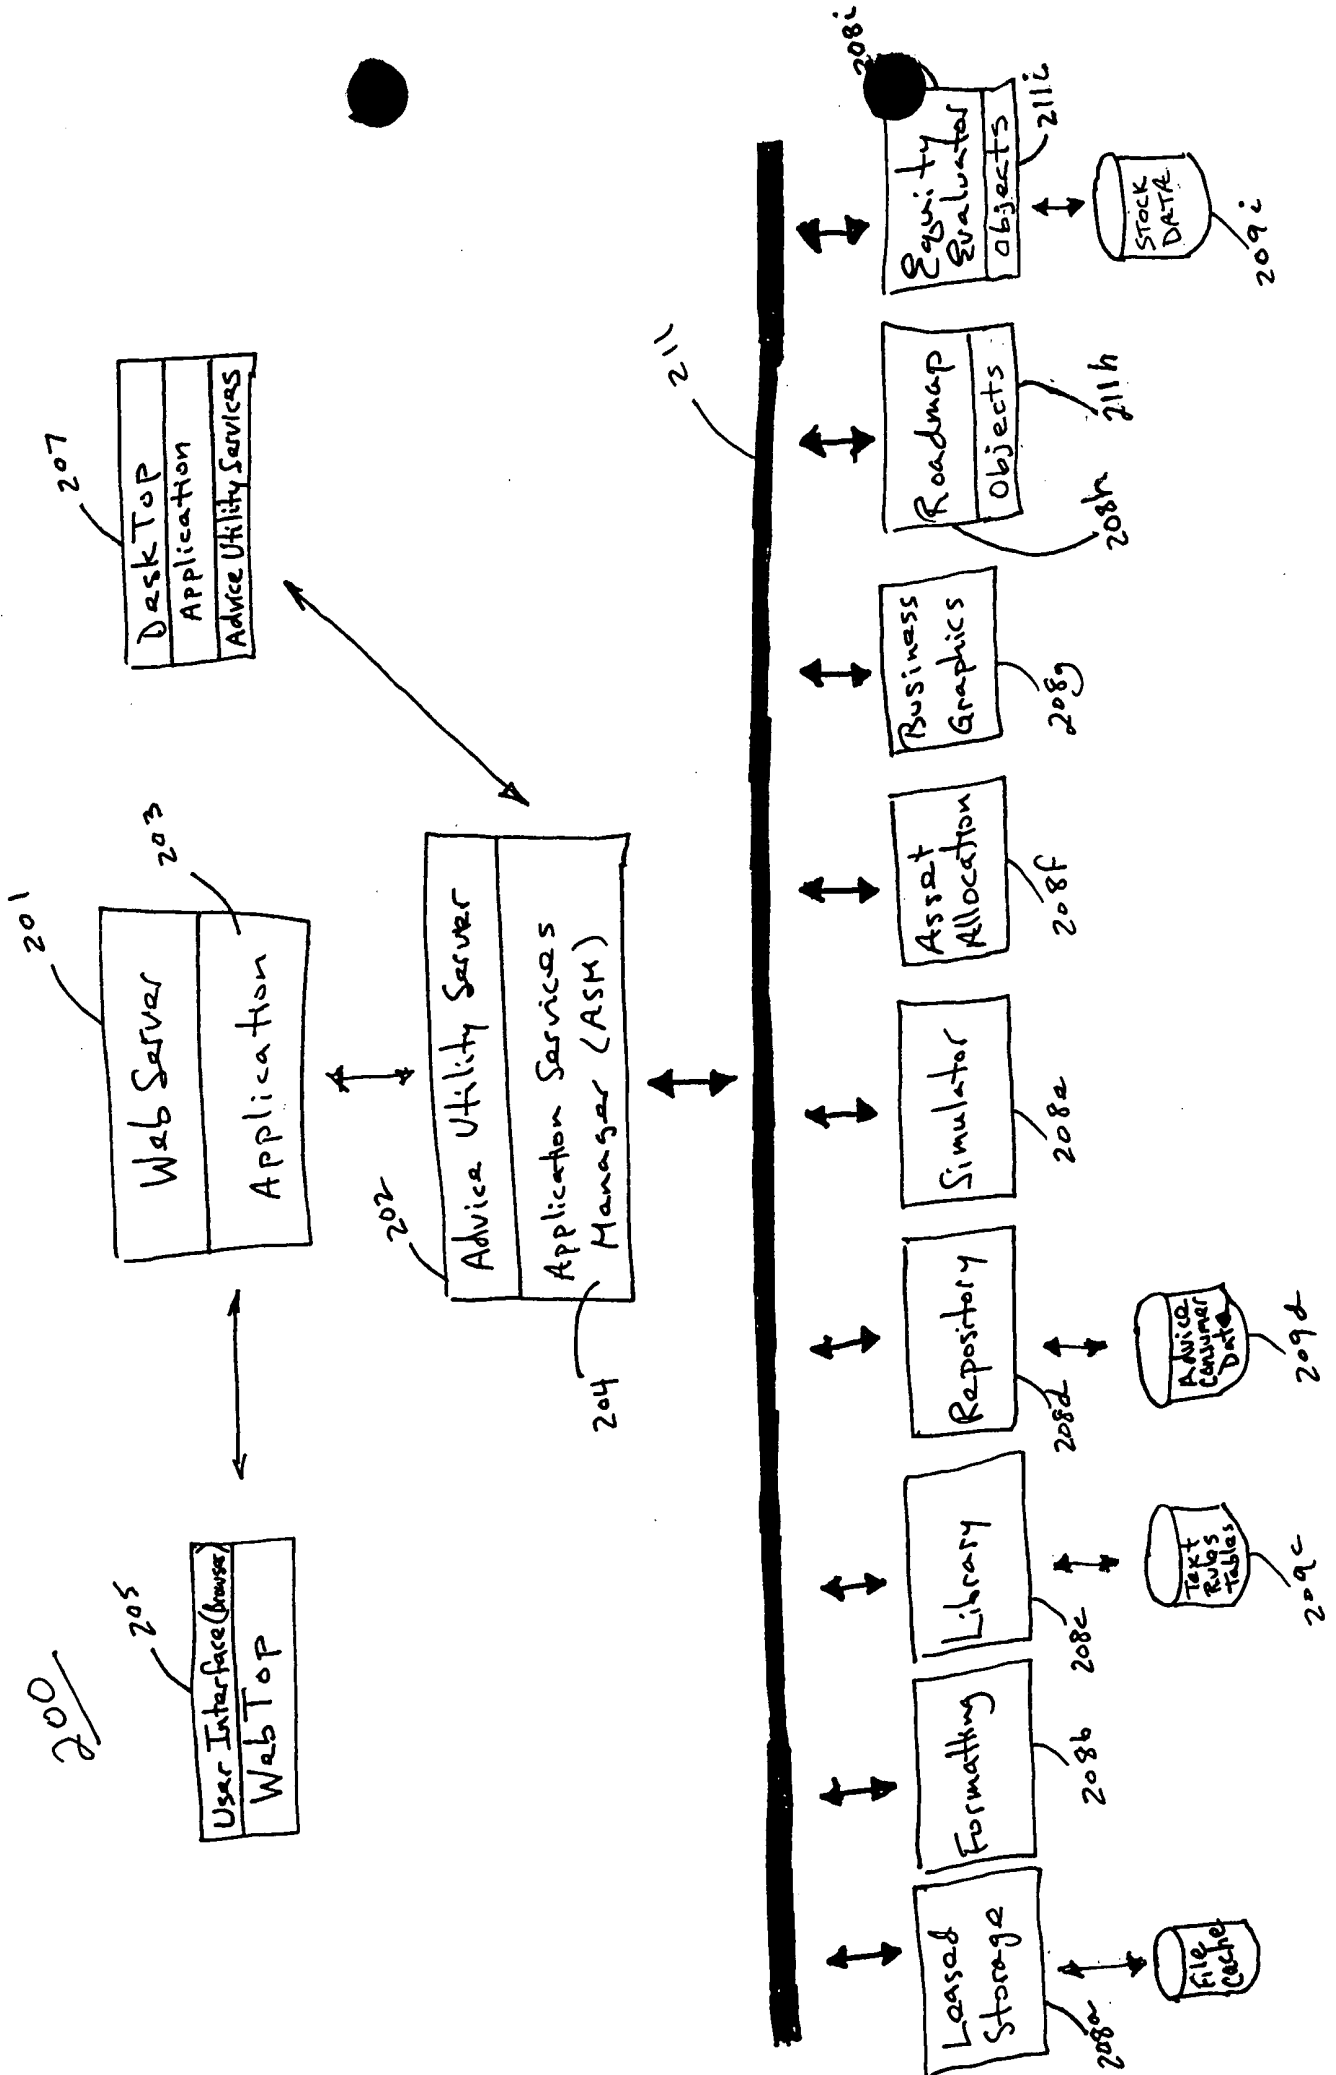 200
205
User Interface (Browser)
WebTop
201
Web Server
Application
203
207
DeskTop
Application
Advice Utility Services
202
Advice Utility Server
Application Services
Manager (ASM)
204
211
Leased
Storage
208a
File
Cache
Formatting
208b
Library
208c
Text
Rules
Tables
209c
Repository
208d
Advice
Consumer
Data
209d
Simulator
208e
Asset
Allocation
208f
Business
Graphics
208g
Roadmap
Objects
208h
211h
Equity
Evaluator
Objects
208i
211i
STOCK
DATA
209i